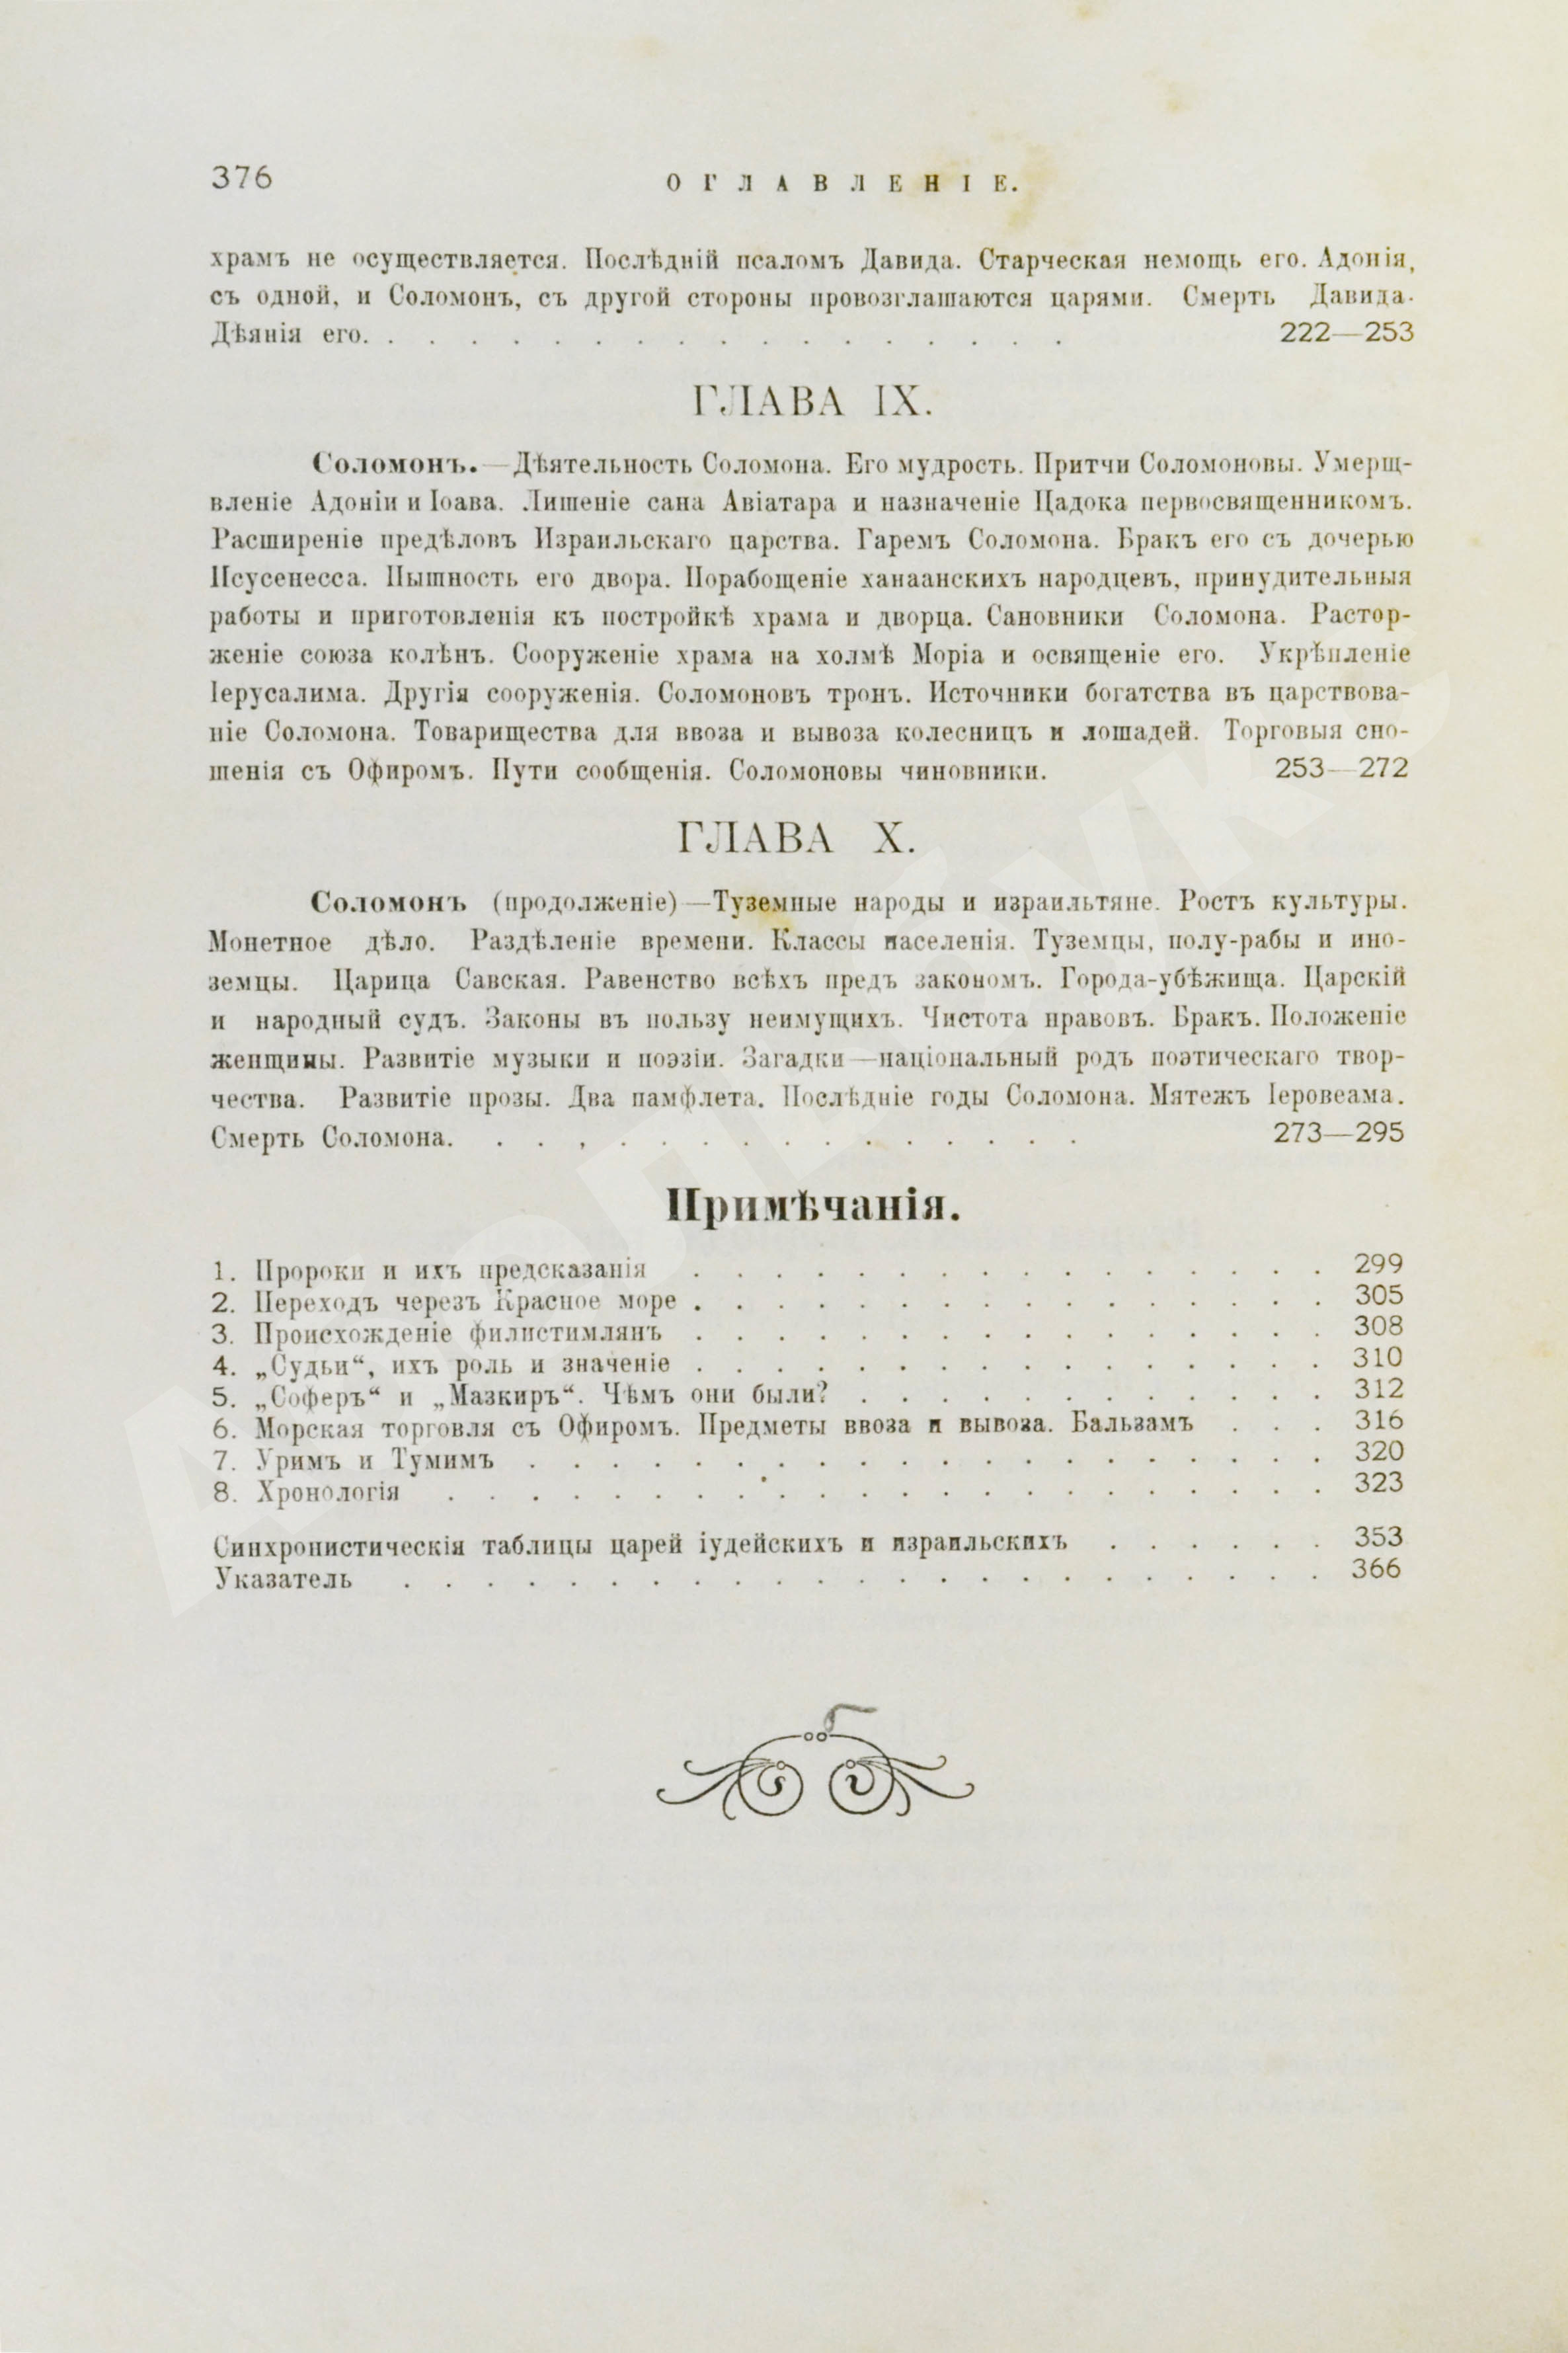 376
ОГЛАВЛЕНІЕ.
храмъ не осуществляется. Послѣдній псаломъ Давида. Старческая немощь его. Адонія,
съ одной, и Соломонъ, съ другой стороны провозглашаются царями. Смерть Давида.
Дѣянія его. . . . . . . . . . . . . . . . . . 222—253
ГЛАВА IX.
Соломонъ.—Дѣятельность Соломона. Его мудрость. Притчи Соломоновы. Умерщ-
вленіе Адоніи и Іоава. Лишеніе сана Авіатара и назначеніе Цадока первосвященникомъ.
Расширеніе предѣловъ Израильскаго царства. Гаремъ Соломона. Бракъ его съ дочерью
Псусенесса. Пышность его двора. Порабощеніе ханаанскихъ народцевъ, принудительныя
работы и приготовленія къ постройкѣ храма и дворца. Сановники Соломона. Растор-
женіе союза колѣнъ. Сооруженіе храма на холмѣ Моріа и освященіе его. Укрѣпленіе
Іерусалима. Другія сооруженія. Соломоновъ тронъ. Источники богатства въ царствова-
ніе Соломона. Товарищества для ввоза и вывоза колесницъ и лошадей. Торговыя сно-
шенія съ Офиромъ. Пути сообщенія. Соломоновы чиновники. 253—272
ГЛАВА X.
Соломонъ (продолженіе)—Туземные народы и израильтяне. Ростъ культуры.
Монетное дѣло. Раздѣленіе времени. Классы населенія. Туземцы, полу-рабы и ино-
земцы. Царица Савская. Равенство всѣхъ предъ закономъ. Города-убѣжища. Царскій
и народный судъ. Законы въ пользу неимущихъ. Чистота нравовъ. Бракъ. Положеніе
женщины. Развитіе музыки и поэзіи. Загадки—національный родъ поэтическаго твор-
чества. Развитіе прозы. Два памфлета. Послѣдніе годы Соломона. Мятежъ Іеровеама.
Смерть Соломона. . . . . . . . . . . . . . . . 273—295
Примѣчанія.
1. Пророки и ихъ предсказанія . . . . . . . . . . . . . . . . 299
2. Переходъ черезъ Красное море . . . . . . . . . . . . . . . . 305
3. Происхожденіе филистимлянъ . . . . . . . . . . . . . . . . 308
4. „Судьи“, ихъ роль и значеніе . . . . . . . . . . . . . . . . 310
5. „Соферъ“ и „Мазкиръ“. Чѣмъ они были? . . . . . . . . . . . . 312
6. Морская торговля съ Офиромъ. Предметы ввоза и вывоза. Бальзамъ . . . 316
7. Уримъ и Тумимъ . . . . . . . . . . . . . . . . . . . . 320
8. Хронологія . . . . . . . . . . . . . . . . . . . . . . 323
Синхронистическія таблицы царей іудейскихъ и израильскихъ . . . . . . 353
Указатель . . . . . . . . . . . . . . . . . . . . . . . 366